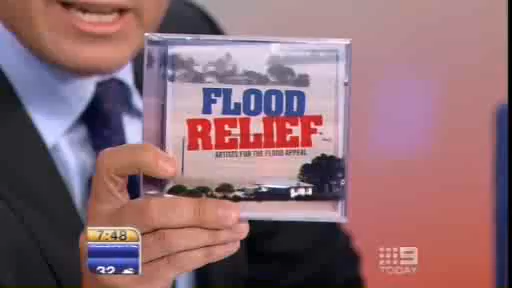 FLOOD
RELIEF
ARTISTS FOR THE FLOOD APPEAL
7:48
32
9
TODAY